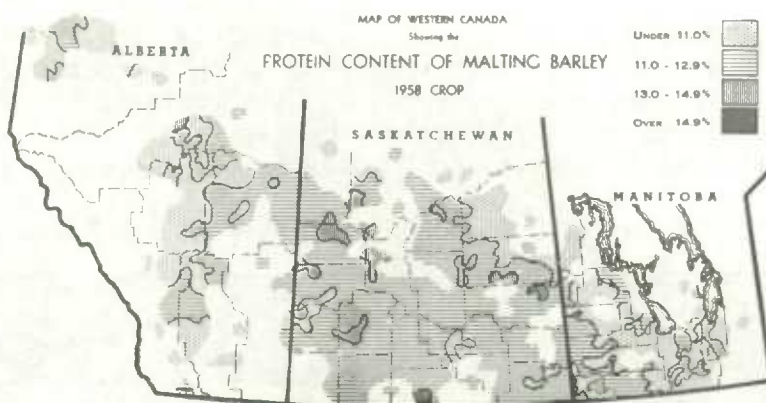 MAP OF WESTERN CANADA
Showing the
PROTEIN CONTENT OF MALTING BARLEY
1958 CROP
UNDER 11.0%
11.0 - 12.9%
13.0 - 14.9%
OVER 14.9%
ALBERTA
SASKATCHEWAN
MANITOBA